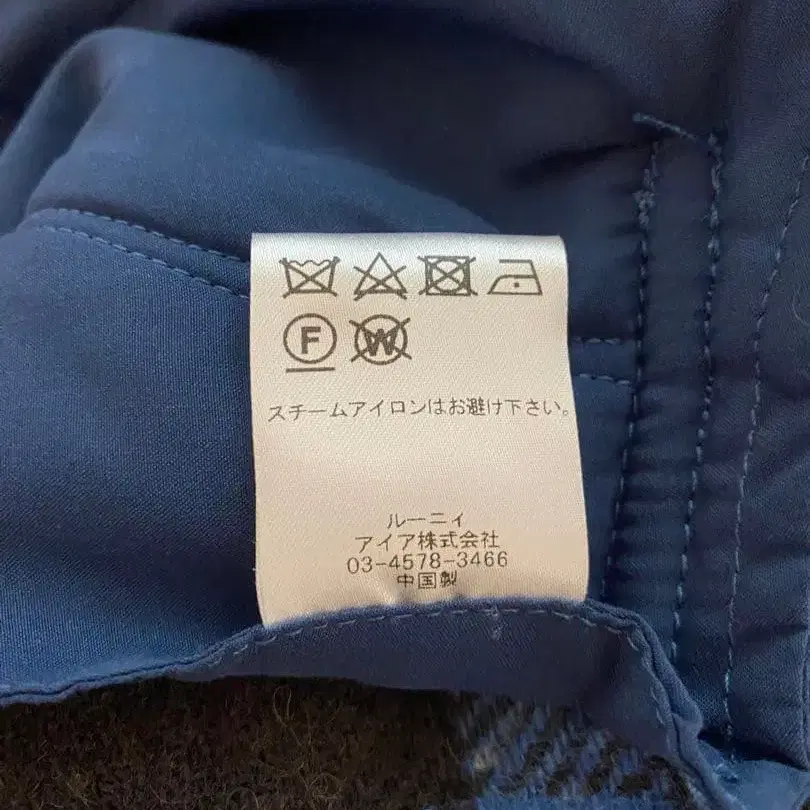 F W
スチームアイロンはお避け下さい。
ルーニィ
アイア株式会社
03-4578-3466
中国製